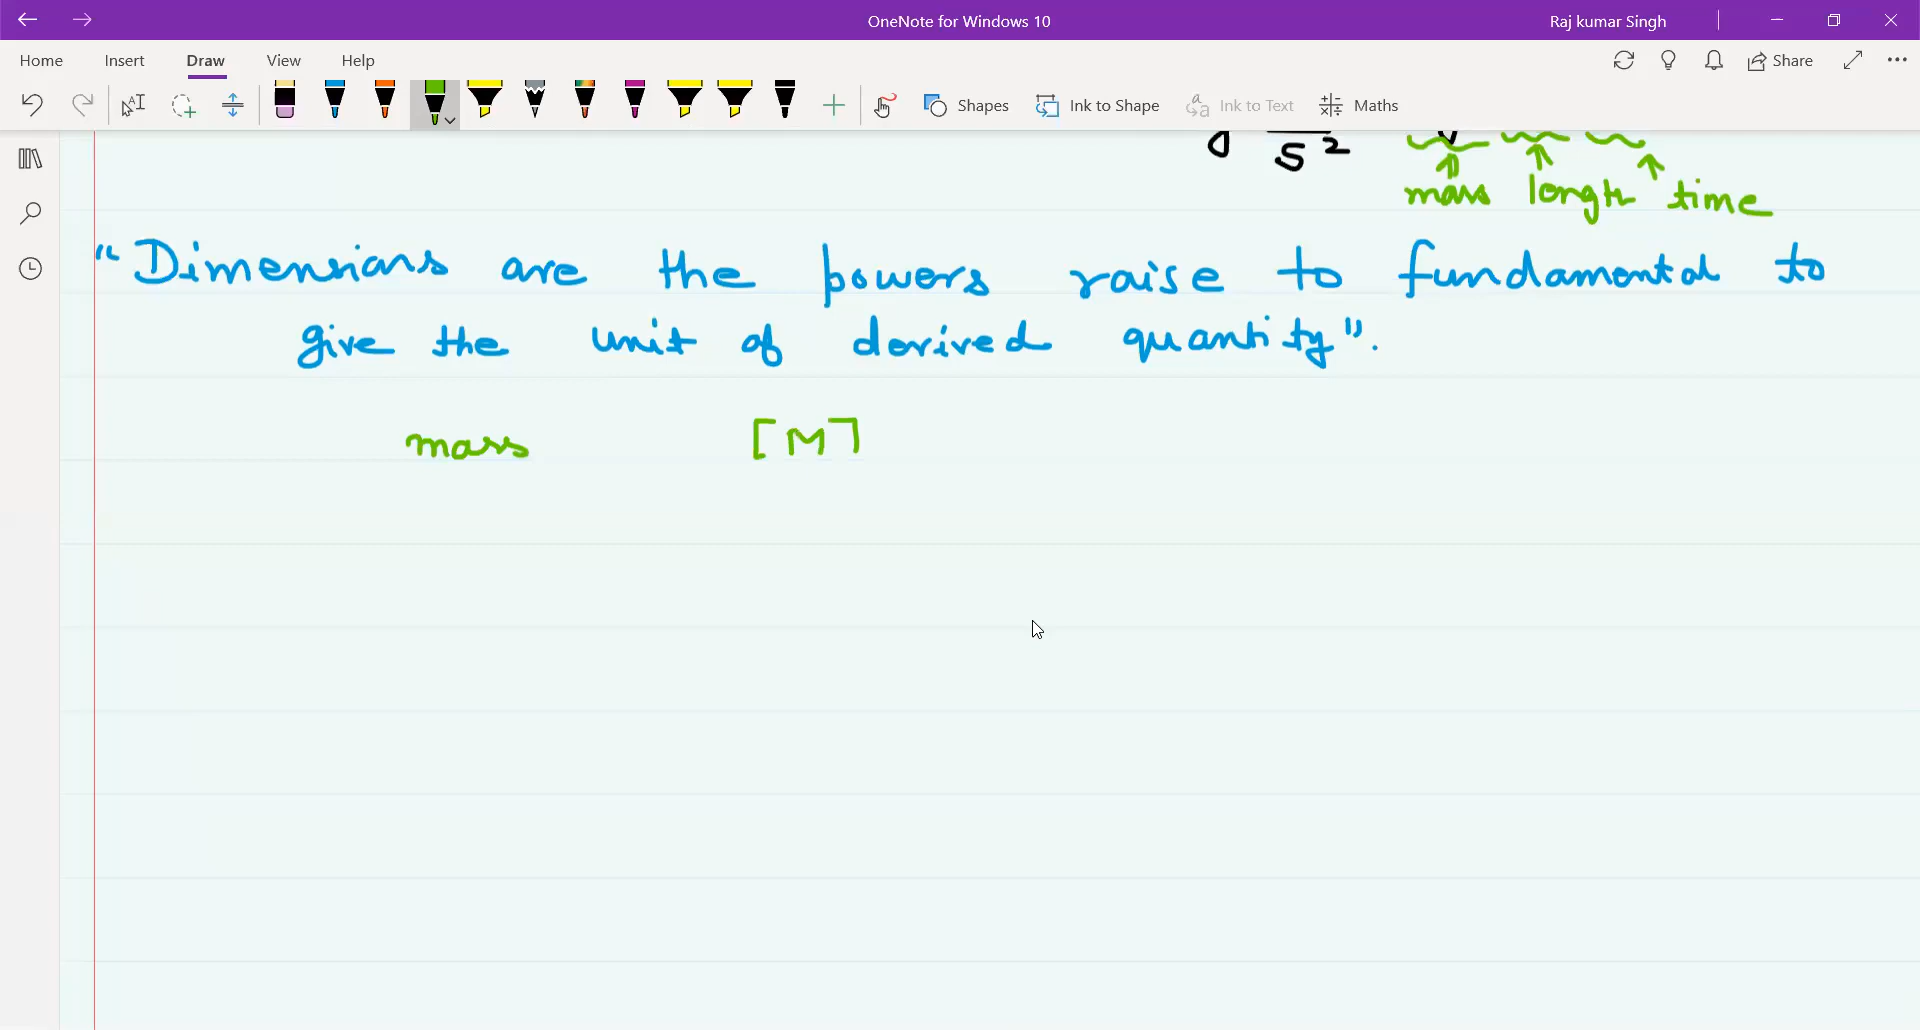 OneNote for Windows 10 Raj kumar Singh
Home Insert Draw View Help Share
Shapes Ink to Shape Ink to Text Maths
s²
mass length time
"Dimensions are the powers raise to fundamental to
give the unit of derived quantity".
mass [M]